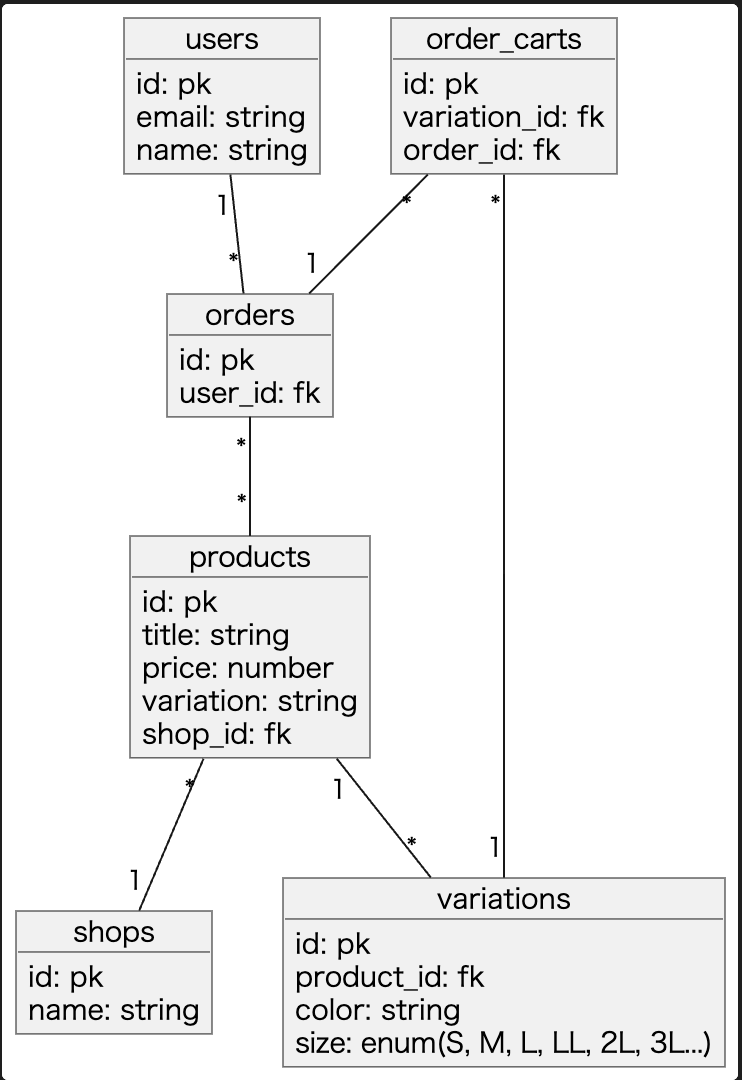 users
id: pk
email: string
name: string
order_carts
id: pk
variation_id: fk
order_id: fk
1
*
*
1
*
orders
id: pk
user_id: fk
*
*
products
id: pk
title: string
price: number
variation: string
shop_id: fk
*
1
1
*
1
shops
id: pk
name: string
variations
id: pk
product_id: fk
color: string
size: enum(S, M, L, LL, 2L, 3L...)